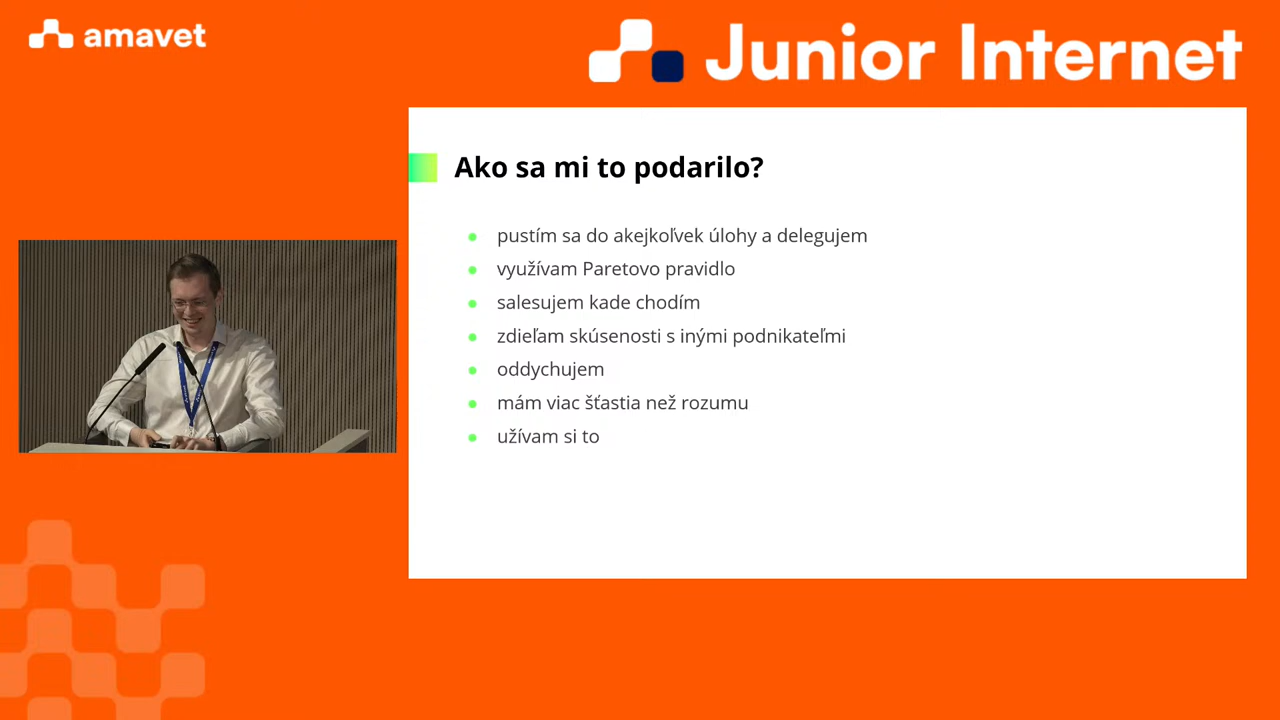 amavet
Junior Internet
Ako sa mi to podarilo?
pustím sa do akejkoľvek úlohy a delegujem
využívam Paretovo pravidlo
salesujem kade chodím
zdieľam skúsenosti s inými podnikateľmi
oddychujem
mám viac šťastia než rozumu
užívam si to